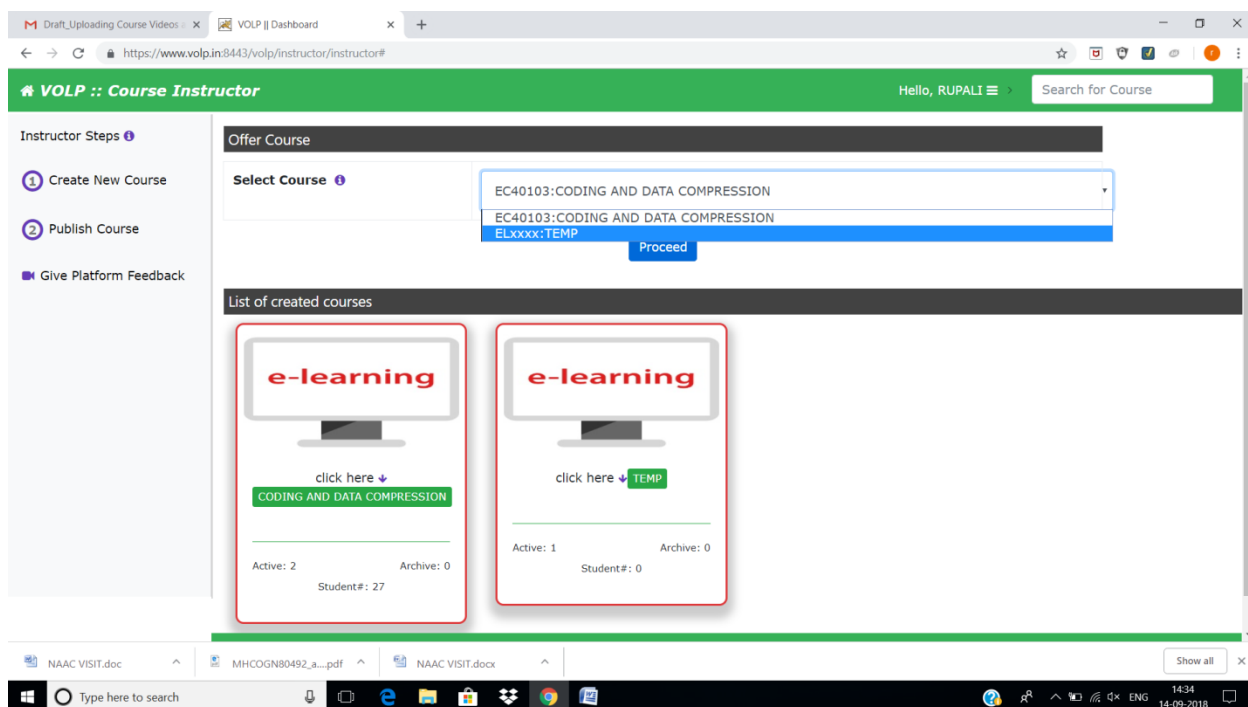 Draft_Uploading Course Videos a
VOLP || Dashboard
https://www.volp.in:8443/volp/instructor/instructor#
VOLP :: Course Instructor
Hello, RUPALI
Search for Course
Instructor Steps
1 Create New Course
2 Publish Course
Give Platform Feedback
Offer Course
Select Course
EC40103:CODING AND DATA COMPRESSION
EC40103:CODING AND DATA COMPRESSION
ELxxxx:TEMP
Proceed
List of created courses
e-learning
click here
CODING AND DATA COMPRESSION
Active: 2 Archive: 0
Student#: 27
e-learning
click here TEMP
Active: 1 Archive: 0
Student#: 0
NAAC VISIT.doc
MHCOGN80492_a....pdf
NAAC VISIT.docx
Show all
Type here to search
ENG
14:34
14-09-2018